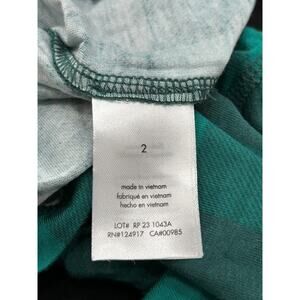 2
made in vietnam
fabriqué en vietnam
hecho en vietnam
LOT# RP 23 1043A
RN#124917 CA#00985